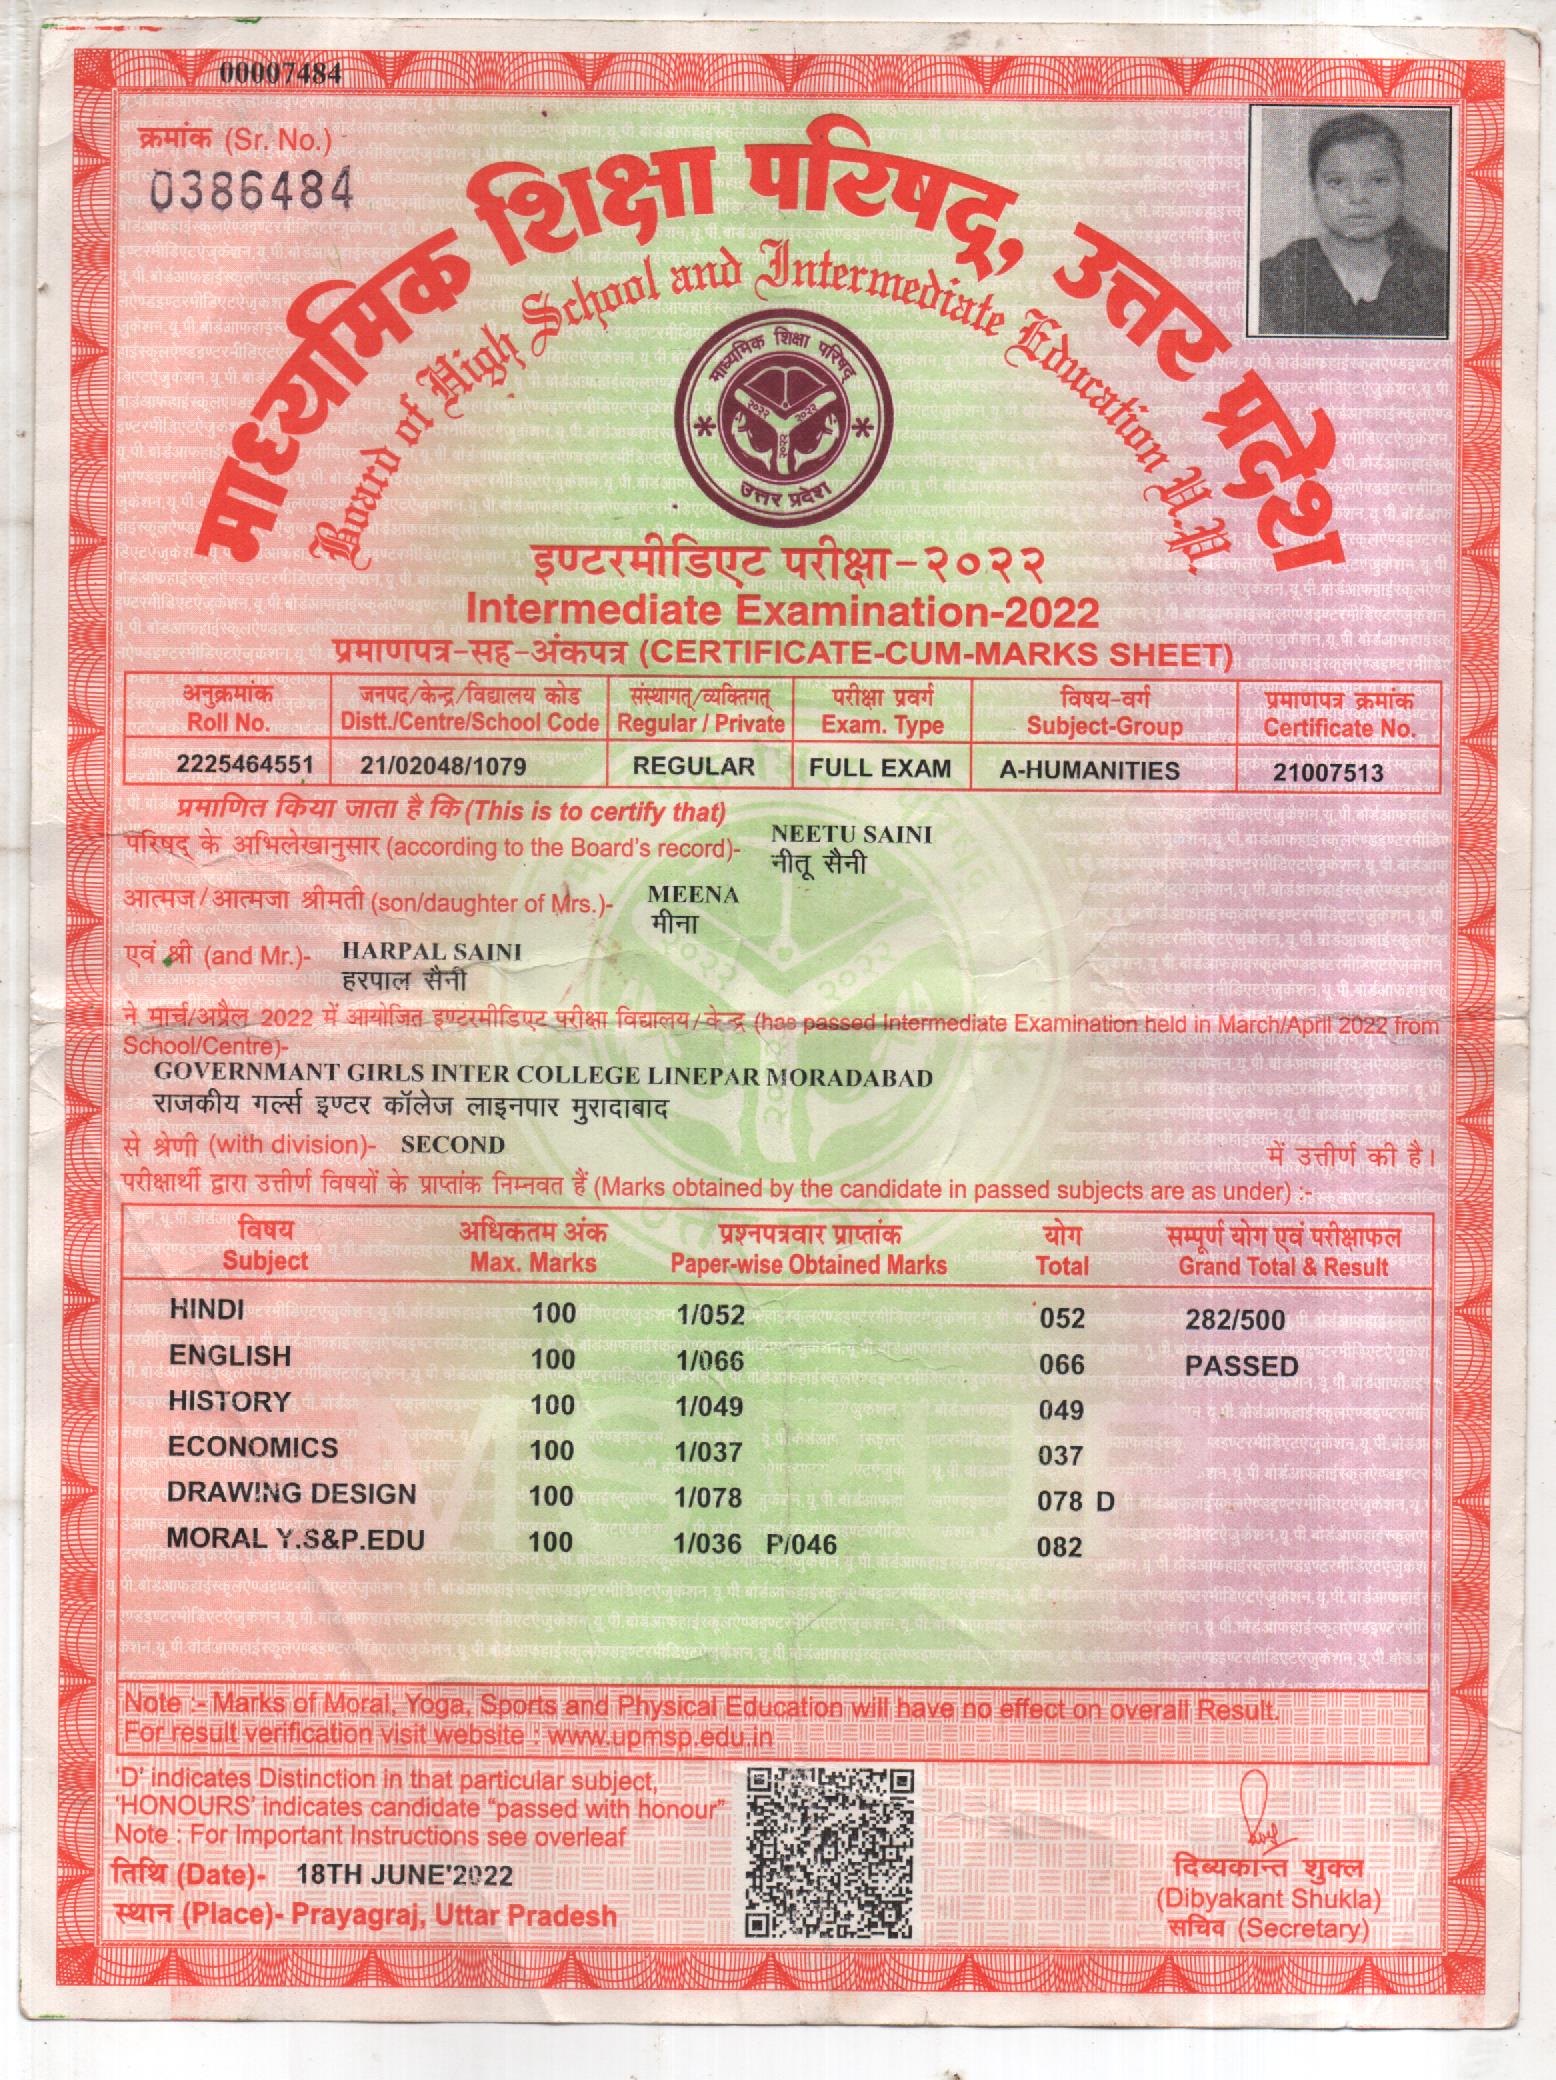 00007484
क्रमांक (Sr. No.)
0386484
माध्यमिक शिक्षा परिषद्, उत्तर प्रदेश
Board of High School and Intermediate Education U.P.
माध्यमिक शिक्षा परिषद्
२०२२ २०२२
२०२२
उत्तर प्रदेश
इण्टरमीडिएट परीक्षा-२०२२
Intermediate Examination-2022
प्रमाणपत्र-सह-अंकपत्र (CERTIFICATE-CUM-MARKS SHEET)
अनुक्रमांक जनपद/केन्द्र/विद्यालय कोड संस्थागत्/व्यक्तिगत् परीक्षा प्रवर्ग विषय-वर्ग प्रमाणपत्र क्रमांक
Roll No. Distt./Centre/School Code Regular / Private Exam. Type Subject-Group Certificate No.
2225464551 21/02048/1079 REGULAR FULL EXAM A-HUMANITIES 21007513
प्रमाणित किया जाता है कि (This is to certify that)
परिषद् के अभिलेखानुसार (according to the Board's record)- NEETU SAINI
नीतू सैनी
आत्मज/आत्मजा श्रीमती (son/daughter of Mrs.)- MEENA
मीना
एवं श्री (and Mr.)- HARPAL SAINI
हरपाल सैनी
ने मार्च/अप्रैल 2022 में आयोजित इण्टरमीडिएट परीक्षा विद्यालय/केन्द्र (has passed Intermediate Examination held in March/April 2022 from
School/Centre)-
GOVERNMANT GIRLS INTER COLLEGE LINEPAR MORADABAD
राजकीय गर्ल्स इण्टर कॉलेज लाइनपार मुरादाबाद
से श्रेणी (with division)- SECOND में उत्तीर्ण की है।
परीक्षार्थी द्वारा उत्तीर्ण विषयों के प्राप्तांक निम्नवत हैं (Marks obtained by the candidate in passed subjects are as under) :-
विषय अधिकतम अंक प्रश्नपत्रवार प्राप्तांक योग सम्पूर्ण योग एवं परीक्षाफल
Subject Max. Marks Paper-wise Obtained Marks Total Grand Total & Result
HINDI 100 1/052 052 282/500
ENGLISH 100 1/066 066 PASSED
HISTORY 100 1/049 049
ECONOMICS 100 1/037 037
DRAWING DESIGN 100 1/078 078 D
MORAL Y.S&P.EDU 100 1/036 P/046 082
Note :- Marks of Moral, Yoga, Sports and Physical Education will have no effect on overall Result.
For result verification visit website : www.upmsp.edu.in
'D' indicates Distinction in that particular subject,
'HONOURS' indicates candidate "passed with honour"
Note : For Important Instructions see overleaf
तिथि (Date)- 18TH JUNE'2022
स्थान (Place)- Prayagraj, Uttar Pradesh
दिव्यकान्त शुक्ल
(Dibyakant Shukla)
सचिव (Secretary)